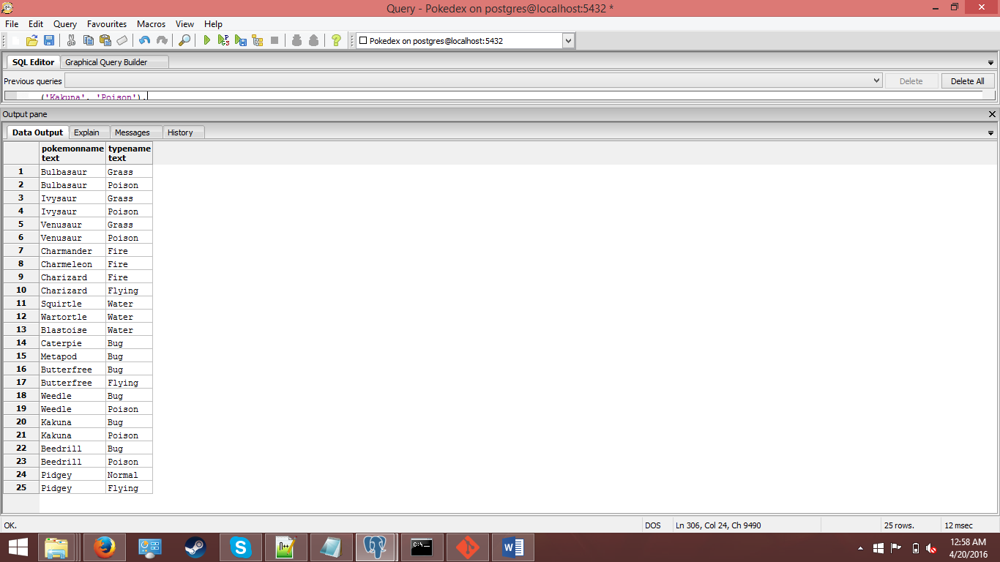 Query - Pokedex on postgres@localhost:5432 *
File Edit Query Favourites Macros View Help
Pokedex on postgres@localhost:5432
SQL Editor Graphical Query Builder
Previous queries Delete Delete All
('Kakuna', 'Poison'),
Output pane
Data Output Explain Messages History
pokemonname typename
text text
1 Bulbasaur Grass
2 Bulbasaur Poison
3 Ivysaur Grass
4 Ivysaur Poison
5 Venusaur Grass
6 Venusaur Poison
7 Charmander Fire
8 Charmeleon Fire
9 Charizard Fire
10 Charizard Flying
11 Squirtle Water
12 Wartortle Water
13 Blastoise Water
14 Caterpie Bug
15 Metapod Bug
16 Butterfree Bug
17 Butterfree Flying
18 Weedle Bug
19 Weedle Poison
20 Kakuna Bug
21 Kakuna Poison
22 Beedrill Bug
23 Beedrill Poison
24 Pidgey Normal
25 Pidgey Flying
OK. DOS Ln 306, Col 24, Ch 9490 25 rows. 12 msec
12:58 AM
4/20/2016